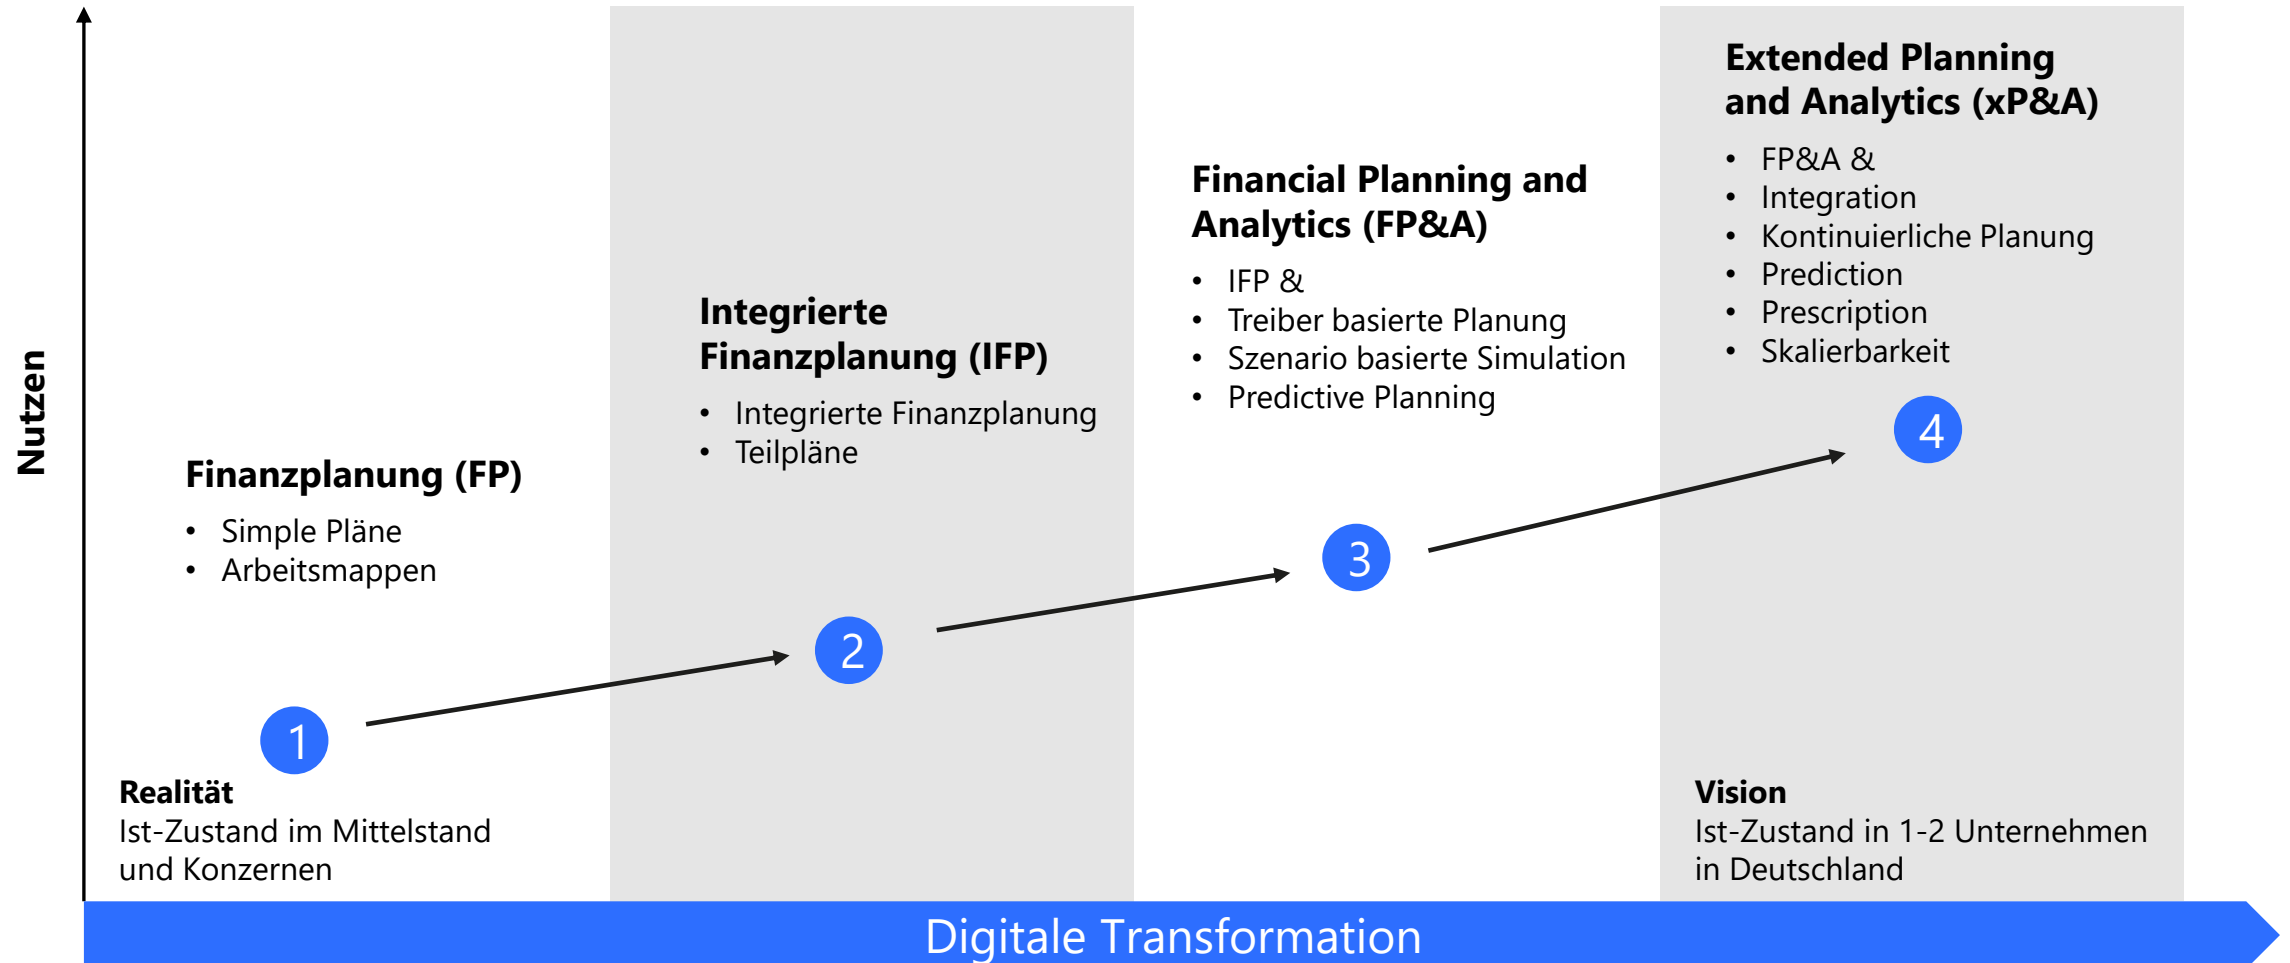 Nutzen
Finanzplanung (FP)
• Simple Pläne
• Arbeitsmappen
1
Realität
Ist-Zustand im Mittelstand
und Konzernen
Integrierte
Finanzplanung (IFP)
• Integrierte Finanzplanung
• Teilpläne
2
Financial Planning and
Analytics (FP&A)
• IFP &
• Treiber basierte Planung
• Szenario basierte Simulation
• Predictive Planning
3
Extended Planning
and Analytics (xP&A)
• FP&A &
• Integration
• Kontinuierliche Planung
• Prediction
• Prescription
• Skalierbarkeit
4
Vision
Ist-Zustand in 1-2 Unternehmen
in Deutschland
Digitale Transformation